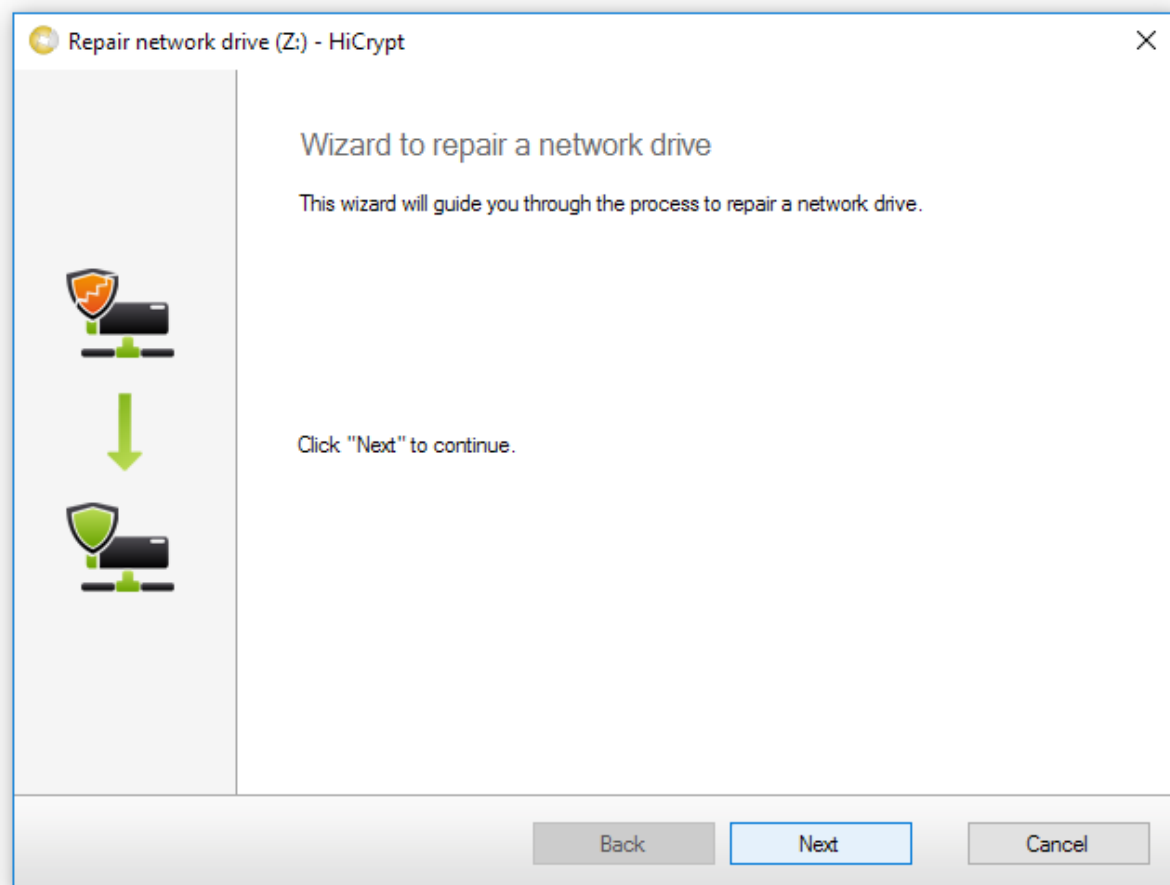 Repair network drive (Z:) - HiCrypt
Wizard to repair a network drive
This wizard will guide you through the process to repair a network drive.
Click "Next" to continue.
Back
Next
Cancel